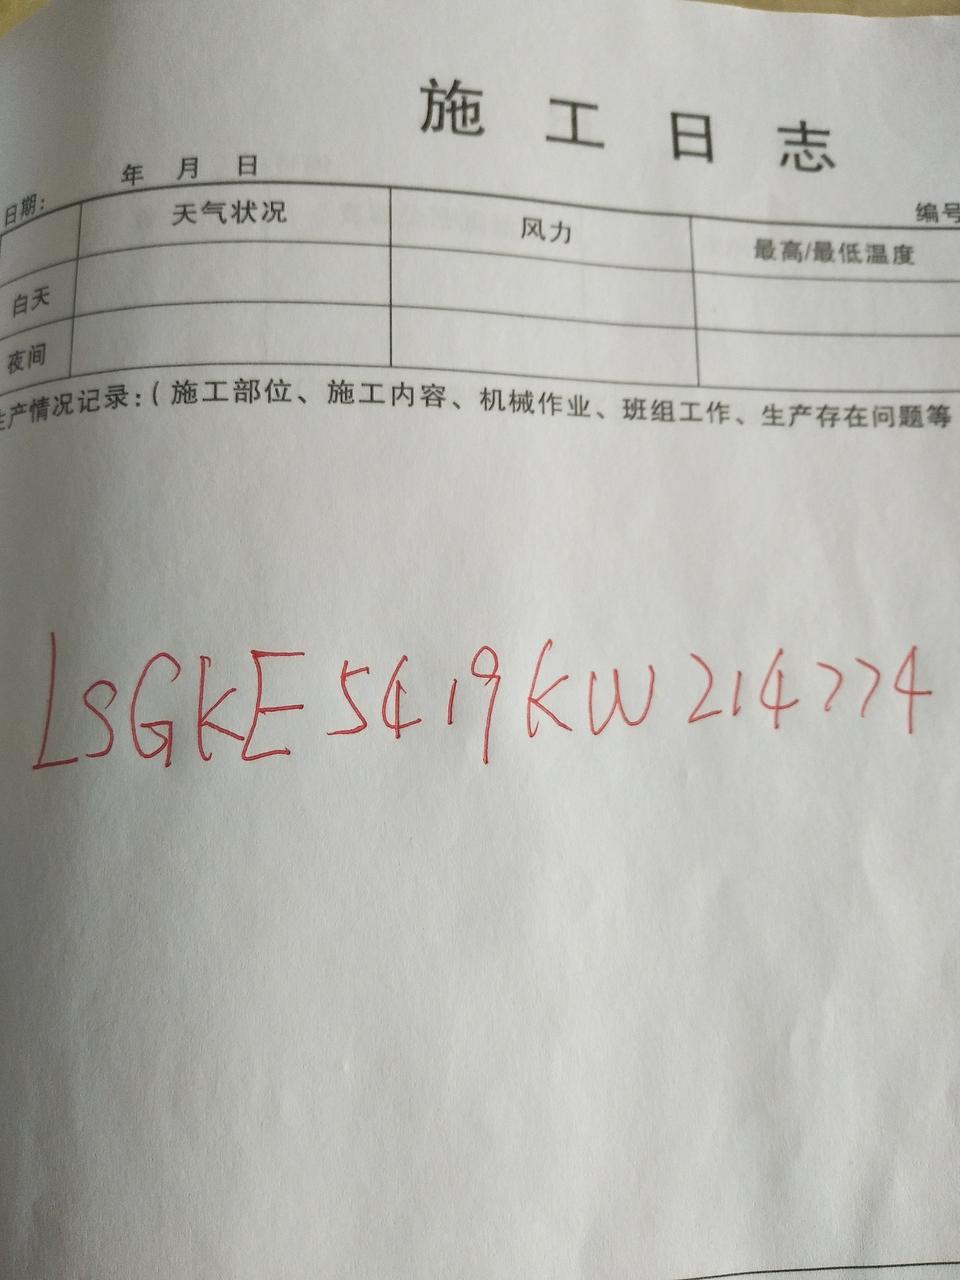 施工日志
日期: 年 月 日 编号
天气状况 风力 最高/最低温度
白天
夜间
生产情况记录:(施工部位、施工内容、机械作业、班组工作、生产存在问题等
LSGKE5419KW214774